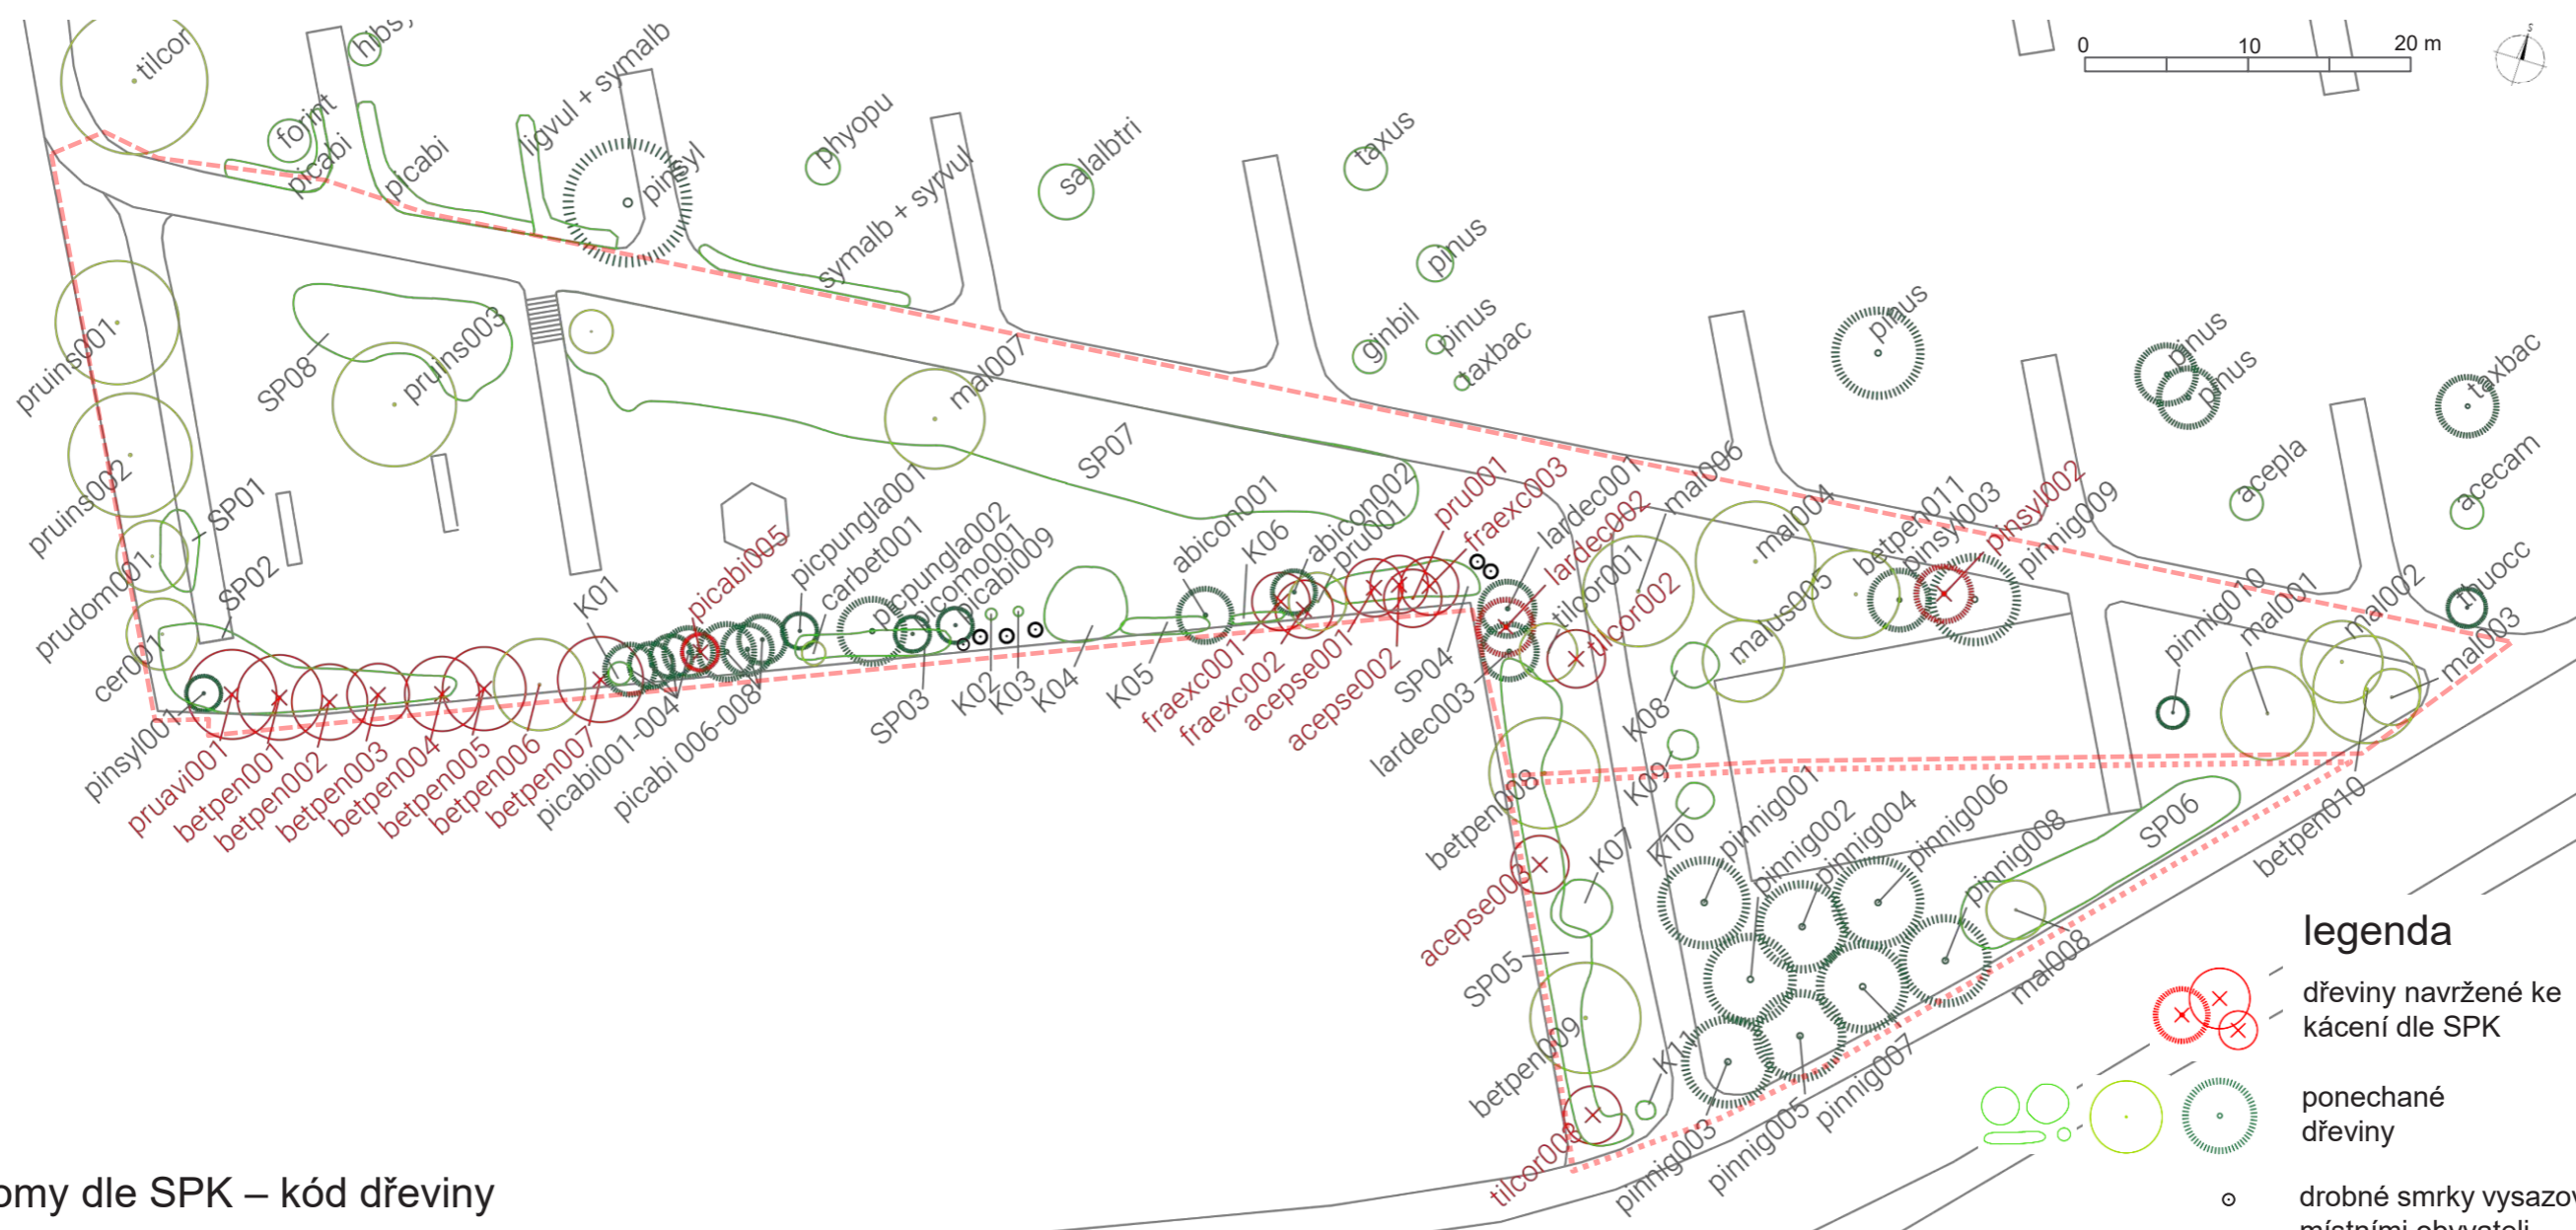 tilcor
forint
picabi
picabi
ligvul + symalb
pinsyl
phyopu
symalb + syrvul
salalbtri
taxus
pinus
ginbil
pinus
taxbac
pinus
pinus
pinus
taxbac
acepla
acecam
thuocc
0
10
20 m
S
pruins001
pruins002
prudom001
cer001
SP01
SP02
SP08
pruins003
mal007
SP07
K01
picabi005
picpungla001
carbet001
picpungla002
picomo001
picabi009
abicon001
K06
abicon002
pru001
pru001
fraexc003
lardec001
lardec002
tilcor001
tilcor002
mal006
mal004
malus005
betpen011
pinsyl003
pinsyl002
pinnig009
pinnig010
mal001
mal002
mal003
pinsyl001
pruavi001
betpen001
betpen002
betpen003
betpen004
betpen005
betpen006
betpen007
picabi001-004
picabi 006-008
SP03
K02
K03
K04
K05
fraexc001
fraexc002
acepse001
acepse002
SP04
lardec003
K08
K09
K10
betpen008
acepse003
K07
SP05
betpen009
K11
tilcor003
pinnig001
pinnig002
pinnig004
pinnig006
pinnig008
SP06
betpen010
mal008
pinnig003
pinnig005
pinnig007
legenda
dřeviny navržené ke
kácení dle SPK
ponechané
dřeviny
drobné smrky
místními obyvateli
dle SPK – kód dřeviny